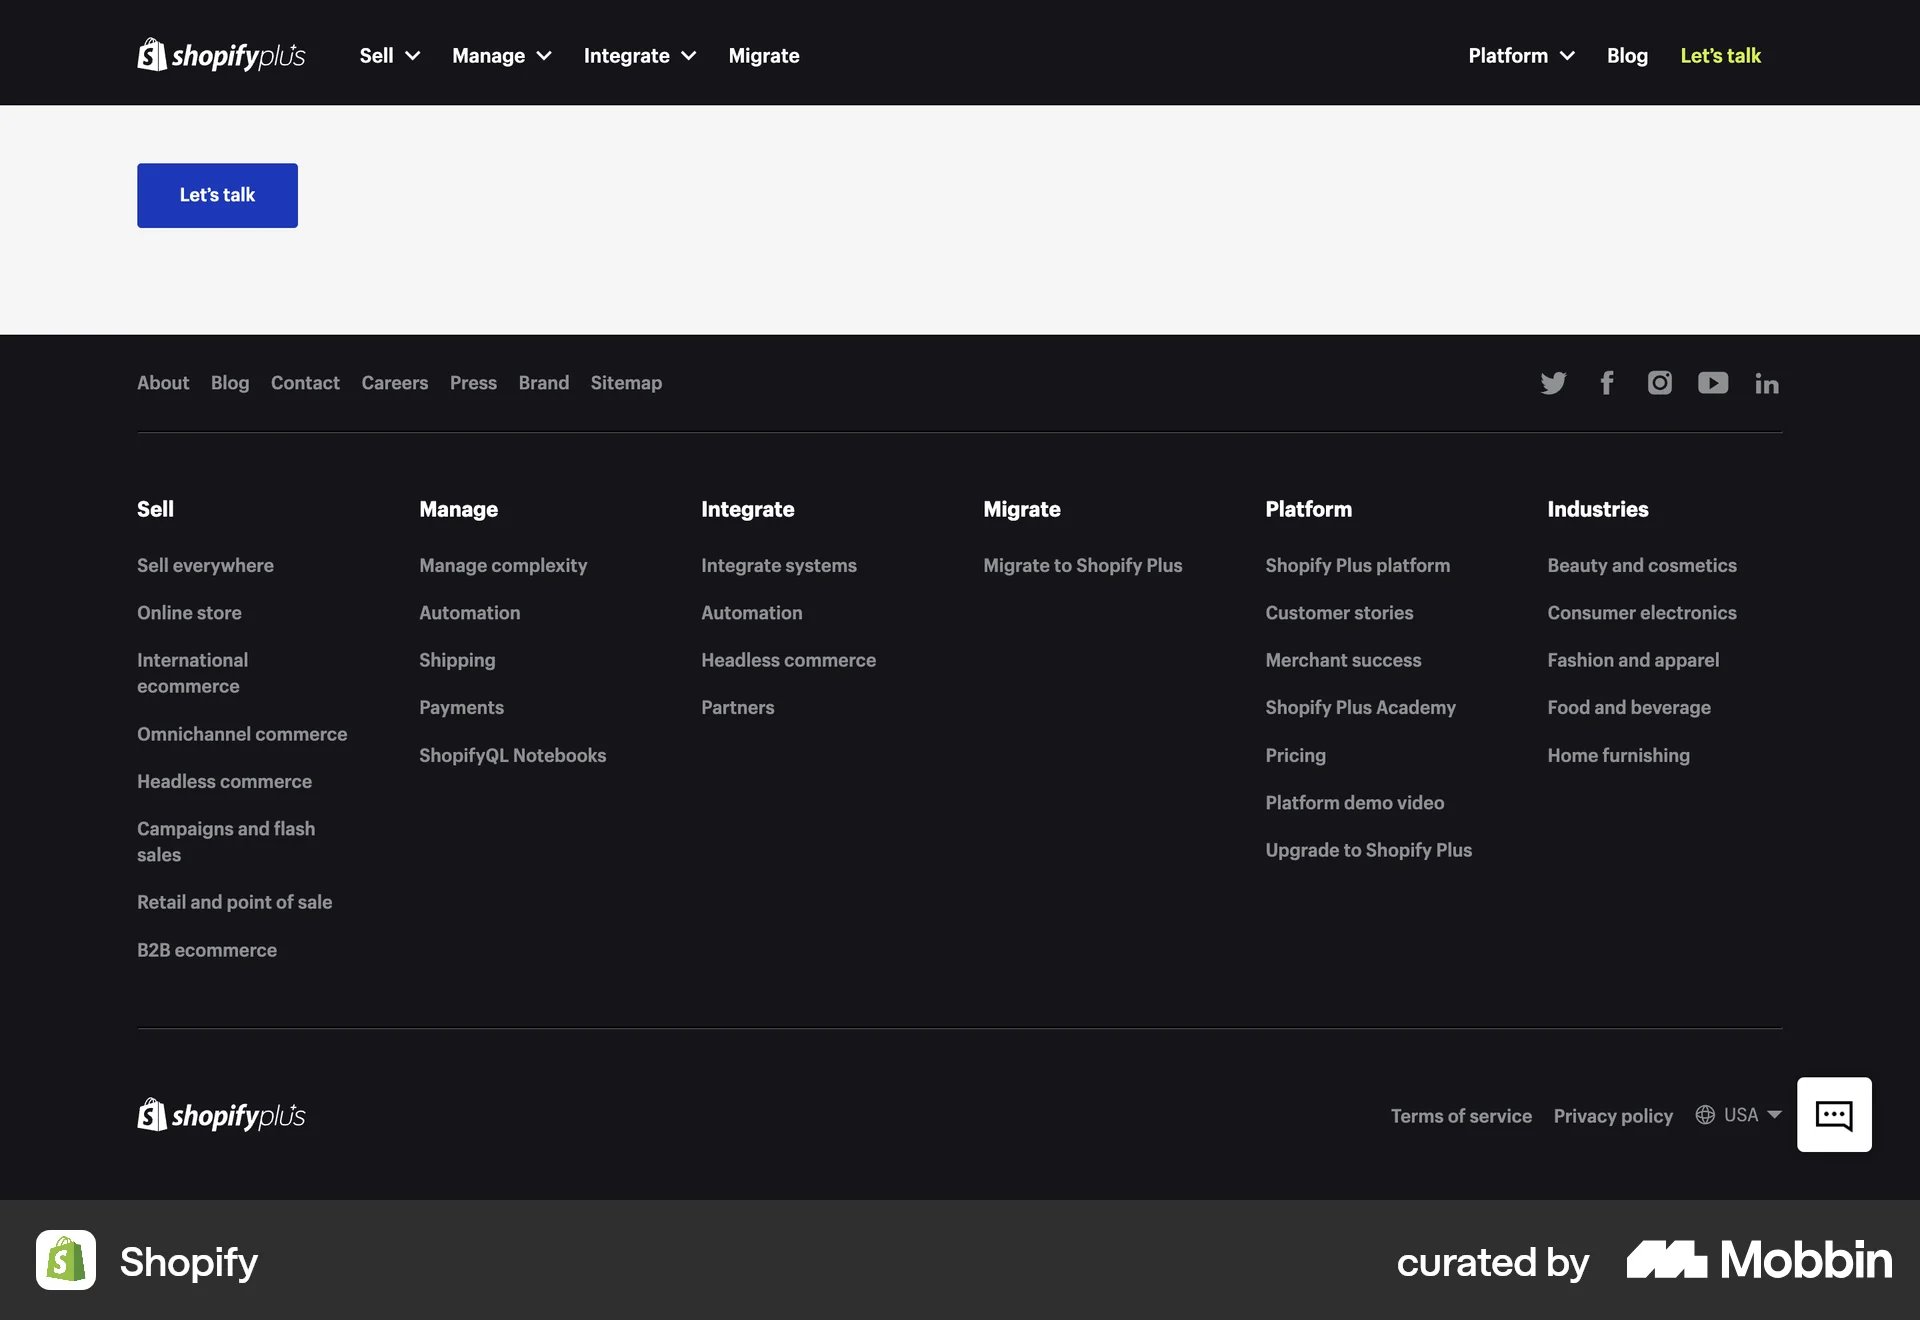 shopifyplus Sell Manage Integrate Migrate Platform Blog Let's talk
Let's talk
About Blog Contact Careers Press Brand Sitemap
Sell
Sell everywhere
Online store
International
ecommerce
Omnichannel commerce
Headless commerce
Campaigns and flash
sales
Retail and point of sale
B2B ecommerce
Manage
Manage complexity
Automation
Shipping
Payments
ShopifyQL Notebooks
Integrate
Integrate systems
Automation
Headless commerce
Partners
Migrate
Migrate to Shopify Plus
Platform
Shopify Plus platform
Customer stories
Merchant success
Shopify Plus Academy
Pricing
Platform demo video
Upgrade to Shopify Plus
Industries
Beauty and cosmetics
Consumer electronics
Fashion and apparel
Food and beverage
Home furnishing
shopifyplus Terms of service Privacy policy USA
Shopify curated by Mobbin